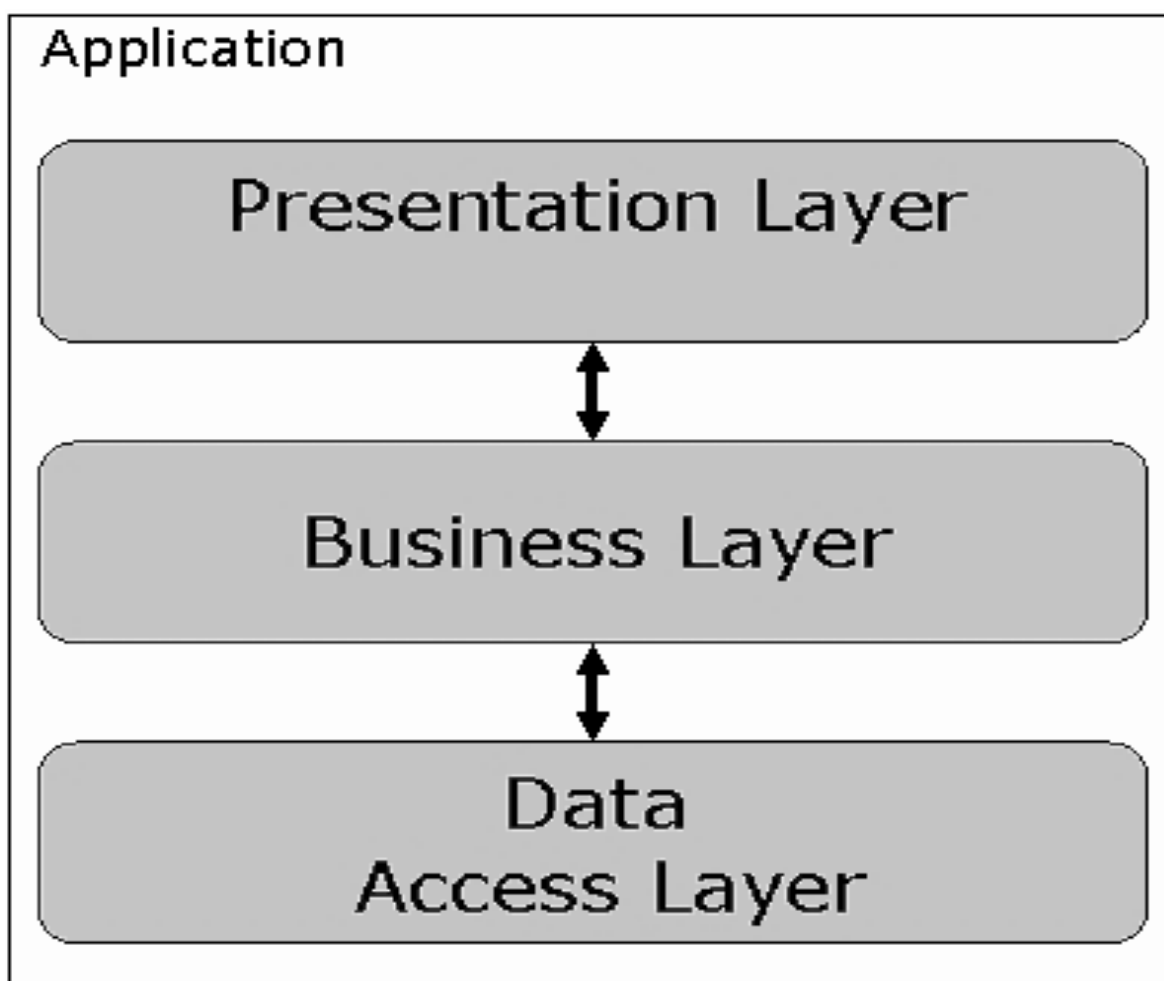 Application
Presentation Layer
Business Layer
Data
Access Layer